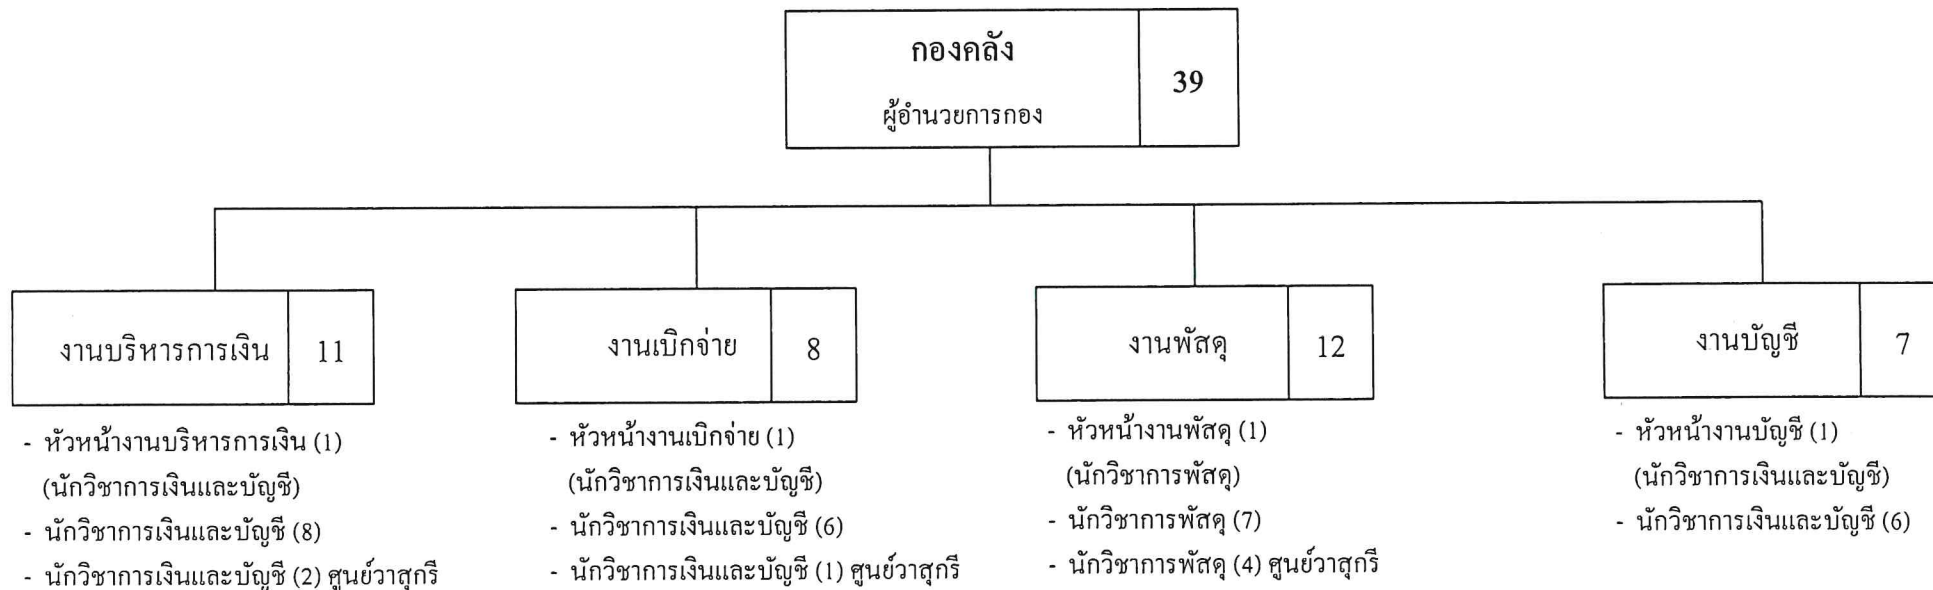 กองคลัง
ผู้อำนวยการกอง
39
งานบริหารการเงิน
11
- หัวหน้างานบริหารการเงิน (1)
(นักวิชาการเงินและบัญชี)
- นักวิชาการเงินและบัญชี (8)
- นักวิชาการเงินและบัญชี (2) ศูนย์วาสุกรี
งานเบิกจ่าย
8
- หัวหน้างานเบิกจ่าย (1)
(นักวิชาการเงินและบัญชี)
- นักวิชาการเงินและบัญชี (6)
- นักวิชาการเงินและบัญชี (1) ศูนย์วาสุกรี
งานพัสดุ
12
- หัวหน้างานพัสดุ (1)
(นักวิชาการพัสดุ)
- นักวิชาการพัสดุ (7)
- นักวิชาการพัสดุ (4) ศูนย์วาสุกรี
งานบัญชี
7
- หัวหน้างานบัญชี (1)
(นักวิชาการเงินและบัญชี)
- นักวิชาการเงินและบัญชี (6)